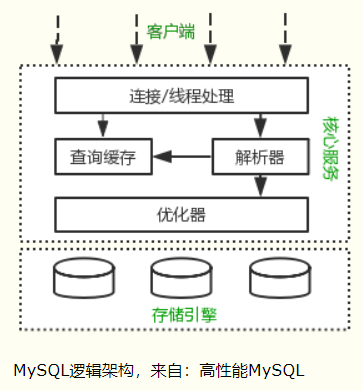 客户端
连接/线程处理
核心服务
查询缓存
解析器
优化器
存储引擎
MySQL逻辑架构，来自：高性能MySQL